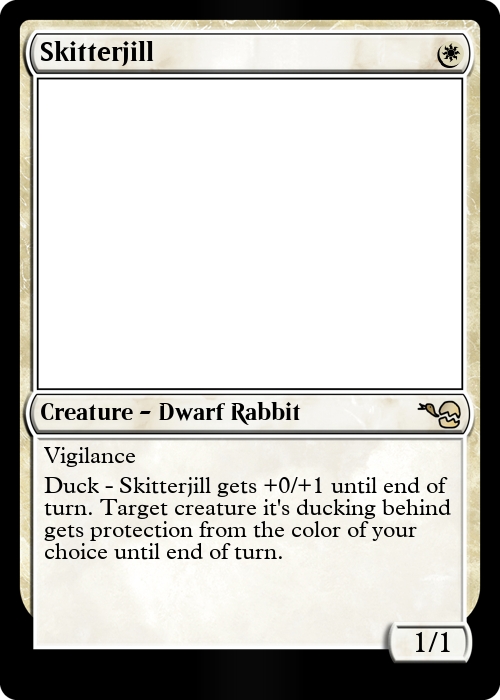 Skitterjill
Creature – Dwarf Rabbit
Vigilance
Duck - Skitterjill gets +0/+1 until end of
turn. Target creature it's ducking behind
gets protection from the color of your
choice until end of turn.
1/1